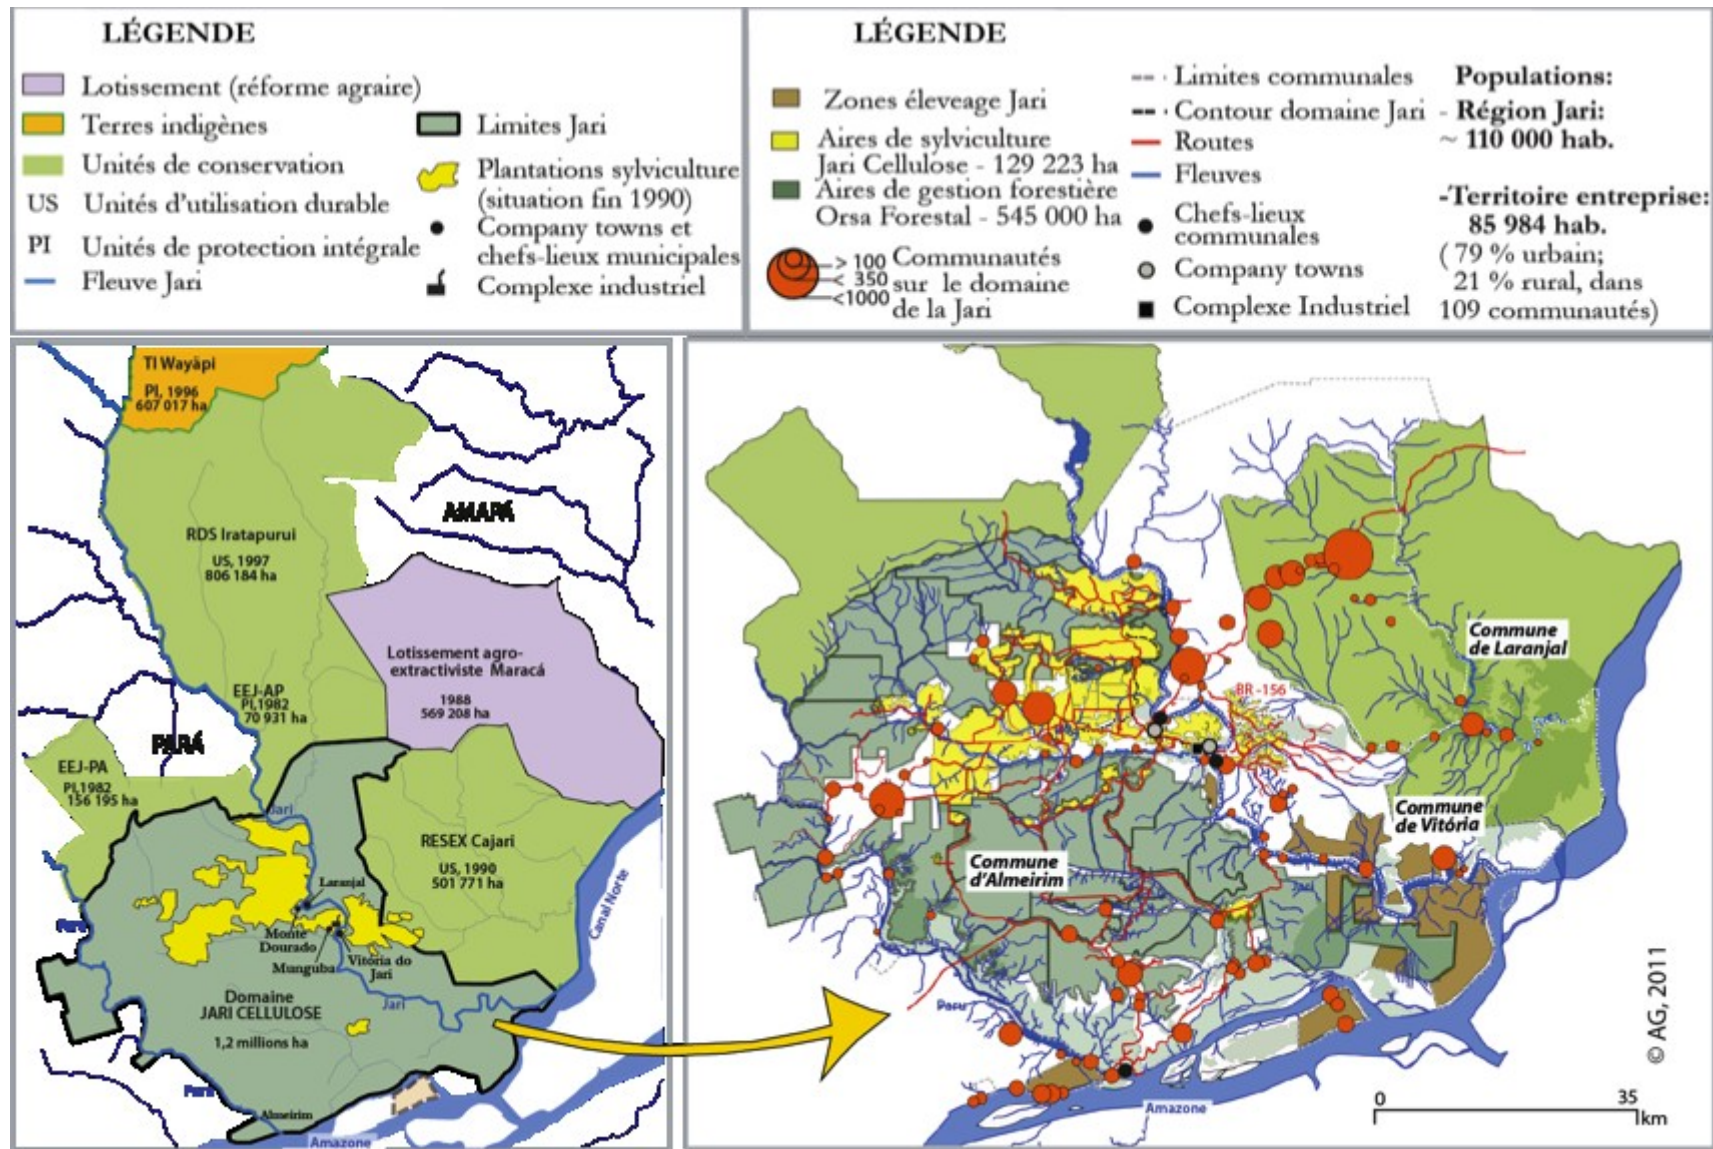 LÉGENDE
Lotissement (réforme agraire)
Terres indigènes
Unités de conservation
US Unités d'utilisation durable
PI Unités de protection intégrale
Fleuve Jari
Limites Jari
Plantations sylviculture
(situation fin 1990)
Company towns et
chefs-lieux municipales
Complexe industriel
LÉGENDE
Zones éleveage Jari
Aires de sylviculture
Jari Cellulose - 129 223 ha
Aires de gestion forestière
Orsa Forestal - 545 000 ha
> 100
< 350
<1000
Communautés
sur le domaine
de la Jari
Limites communales
Contour domaine Jari
Routes
Fleuves
Chefs-lieux
communales
Company towns
Complexe Industriel
Populations:
- Région Jari:
~ 110 000 hab.
-Territoire entreprise:
85 984 hab.
( 79 % urbain;
21 % rural, dans
109 communautés)
TI Wayãpi
PI, 1996
607 017 ha
AMAPÁ
RDS Iratapurui
US, 1997
806 184 ha
Lotissement agro-
extractiviste Maracá
1988
569 208 ha
EEJ-AP
PI,1982
70 931 ha
PARÁ
EEJ-PA
PI,1982
156 195 ha
Jari
RESEX Cajari
US, 1990
501 771 ha
Laranjal
Monte
Dourado
Munguba
Vitória do
Jari
Canal Norte
Domaine
JARI CELLULOSE
1,2 millions ha
Jari
Almeirim
Amazone
Commune
de Laranjal
BR-156
Commune
de Vitória
Commune
d'Almeirim
Jari
Paru
Amazone
© AG, 2011
0 35
km